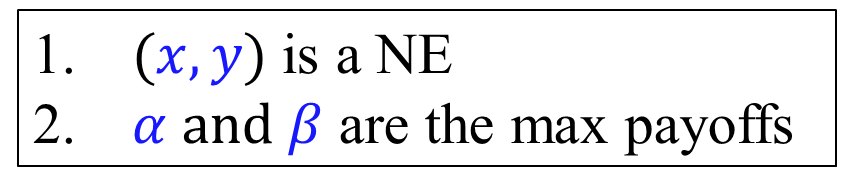 1. (x, y) is a NE
2. α and β are the max payoffs